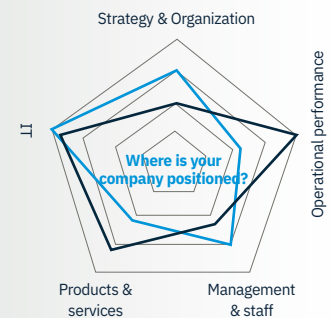 Strategy & Organization
IT
Operational performance
Where is your
company positioned?
Products &
services
Management
& staff